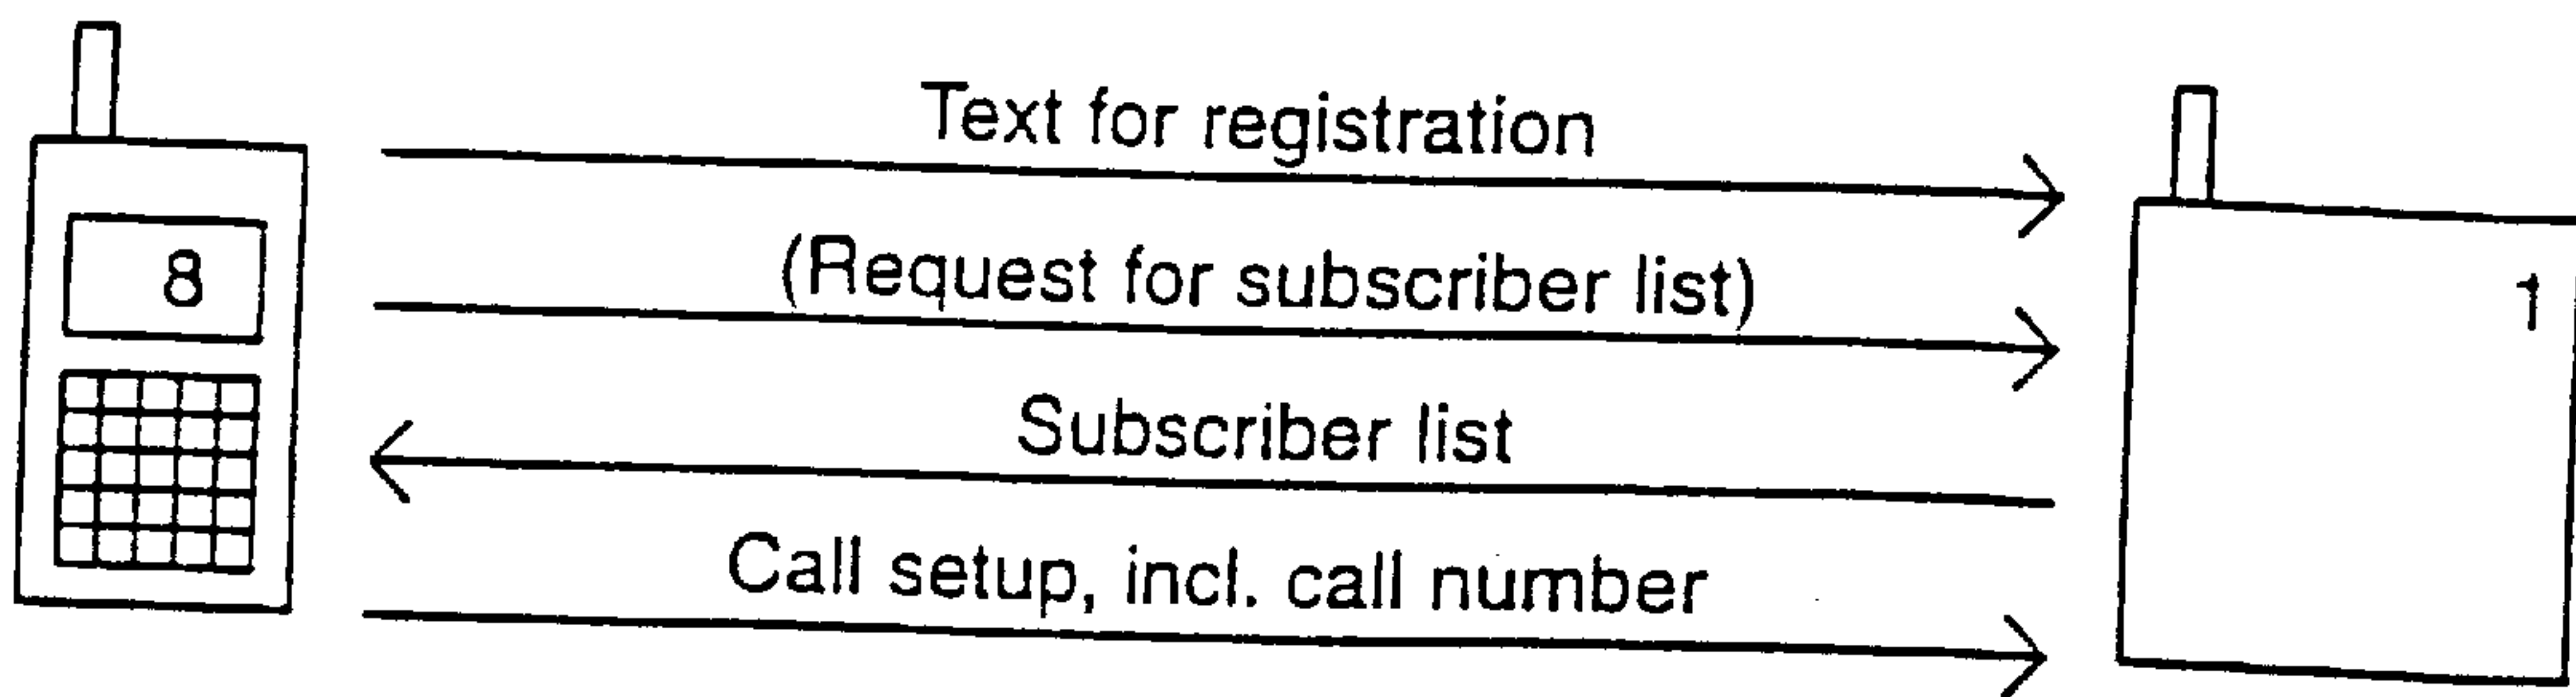 Text for registration
(Request for subscriber list)
8
1
Subscriber list
Call setup, incl. call number